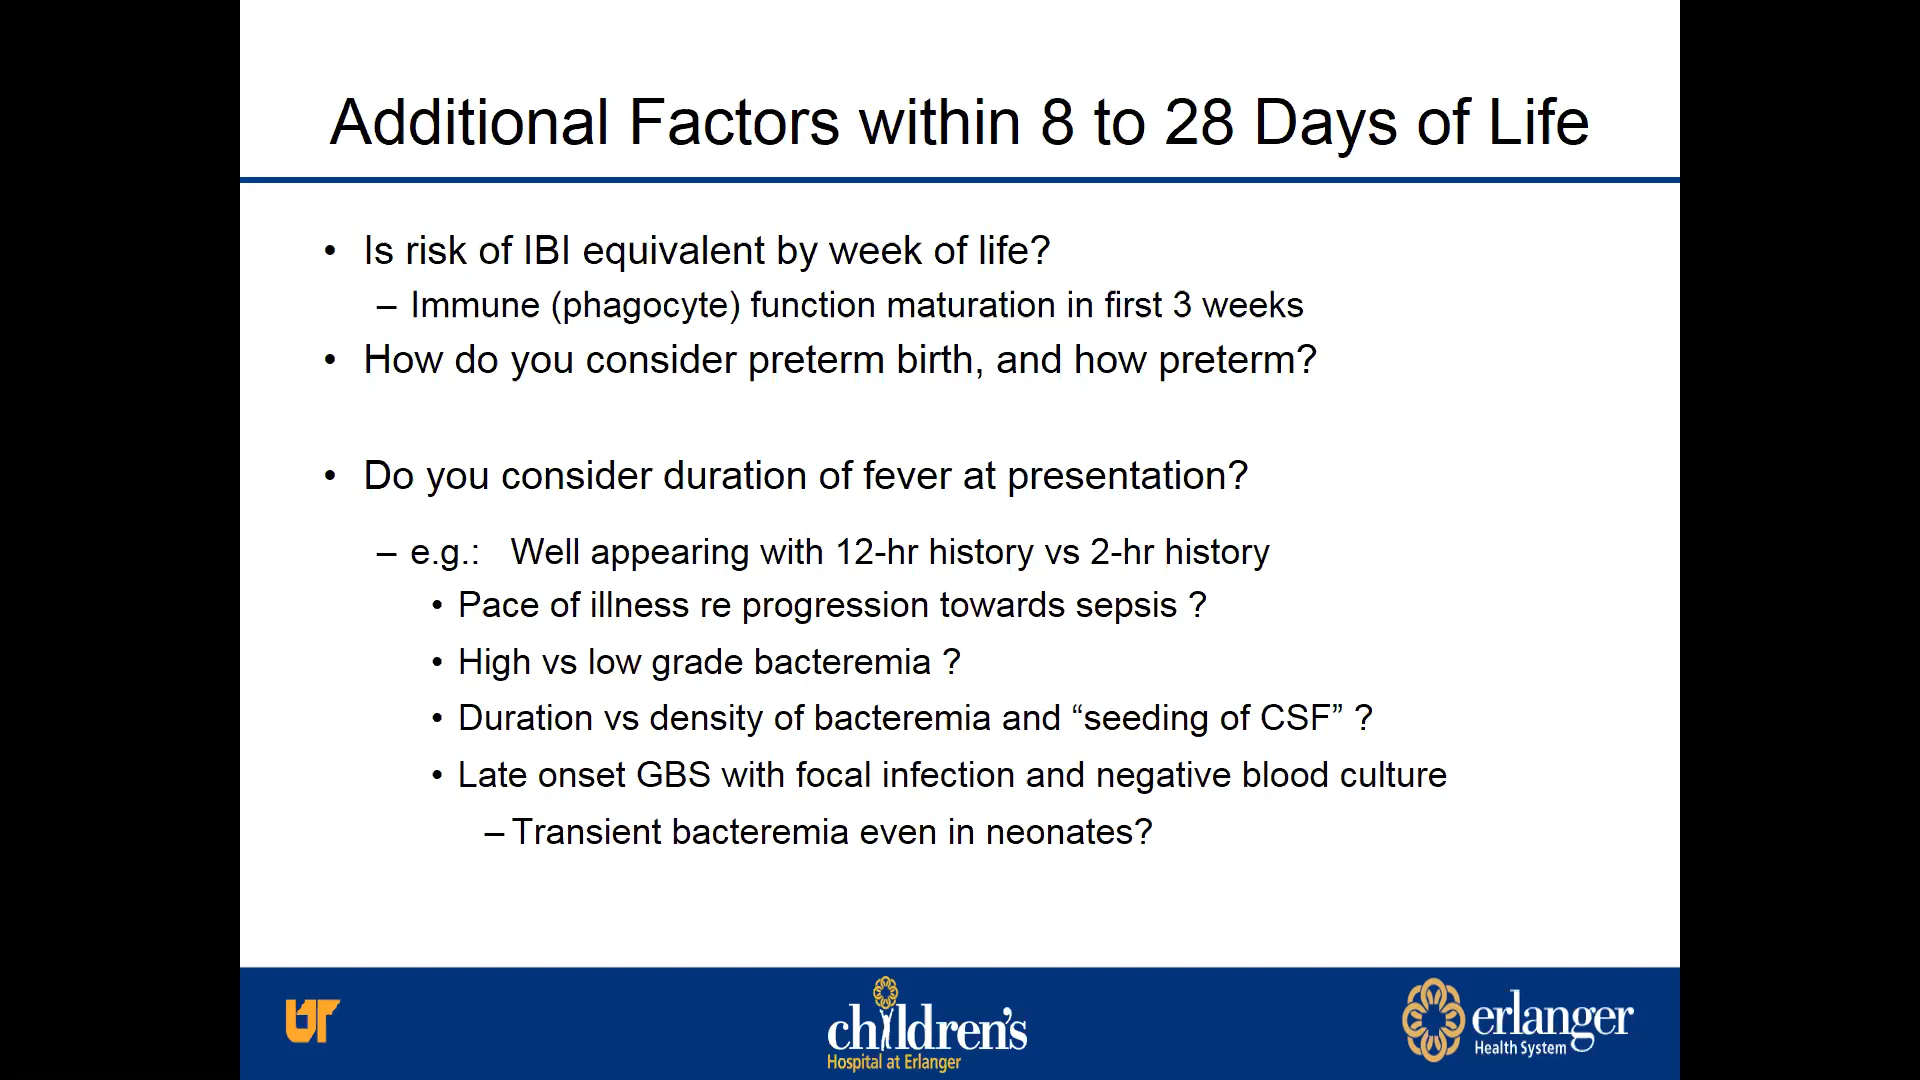 Additional Factors within 8 to 28 Days of Life
• Is risk of IBI equivalent by week of life?
– Immune (phagocyte) function maturation in first 3 weeks
• How do you consider preterm birth, and how preterm?
• Do you consider duration of fever at presentation?
– e.g.: Well appearing with 12-hr history vs 2-hr history
• Pace of illness re progression towards sepsis ?
• High vs low grade bacteremia ?
• Duration vs density of bacteremia and “seeding of CSF” ?
• Late onset GBS with focal infection and negative blood culture
– Transient bacteremia even in neonates?
UT
children's
Hospital at Erlanger
erlanger
Health System